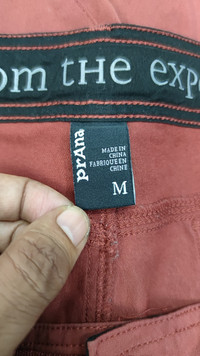 om the exp
prAna
MADE IN
CHINA
FABRIQUE EN
CHINE
M